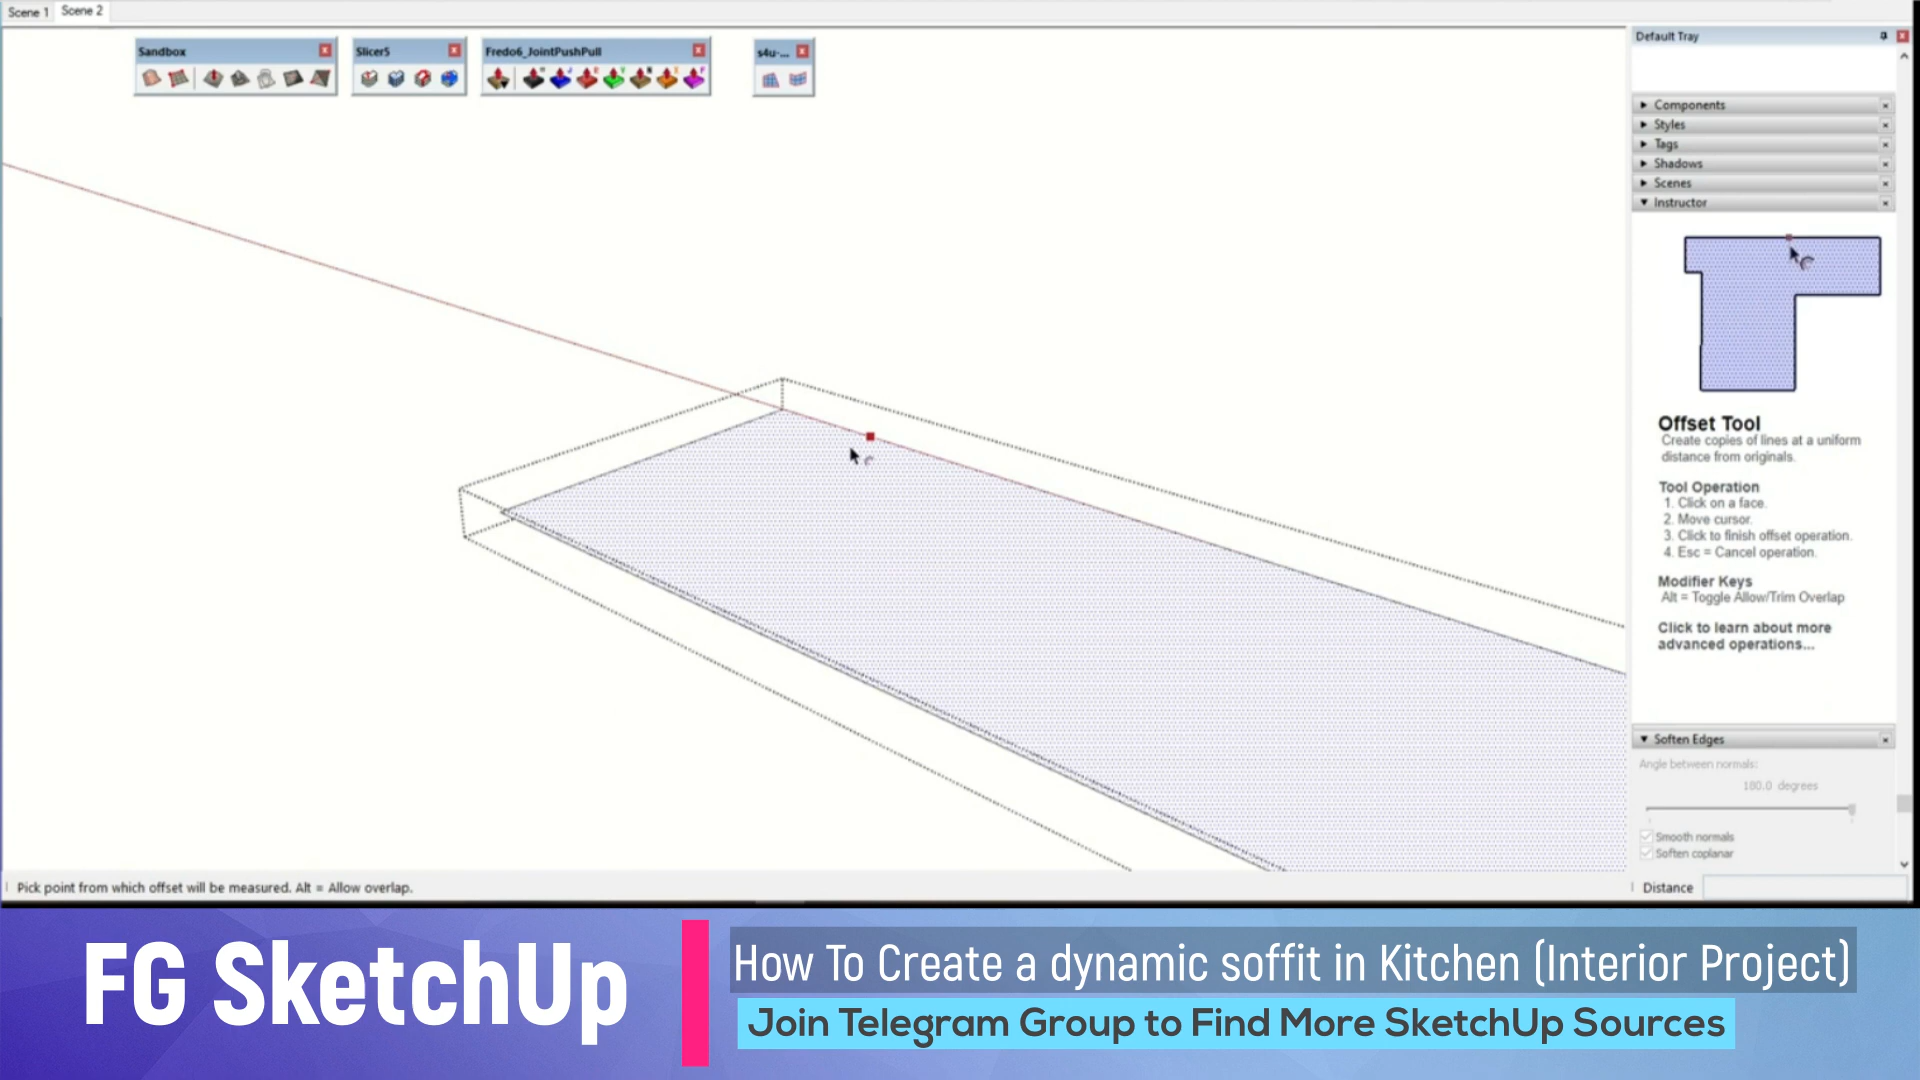 Scene 1
Scene 2
Sandbox
Slicer5
Fredo6_JointPushPull
s4u-...
Default Tray
Components
Styles
Tags
Shadows
Scenes
Instructor
Offset Tool
Create copies of lines at a uniform
distance from originals.
Tool Operation
1. Click on a face.
2. Move cursor.
3. Click to finish offset operation.
4. Esc = Cancel operation.
Modifier Keys
Alt = Toggle Allow/Trim Overlap
Click to learn about more
advanced operations...
Soften Edges
Angle between normals:
180.0 degrees
Smooth normals
Soften coplanar
Pick point from which offset will be measured. Alt = Allow overlap.
Distance
FG SketchUp
How To Create a dynamic soffit in Kitchen (Interior Project)
Join Telegram Group to Find More SketchUp Sources